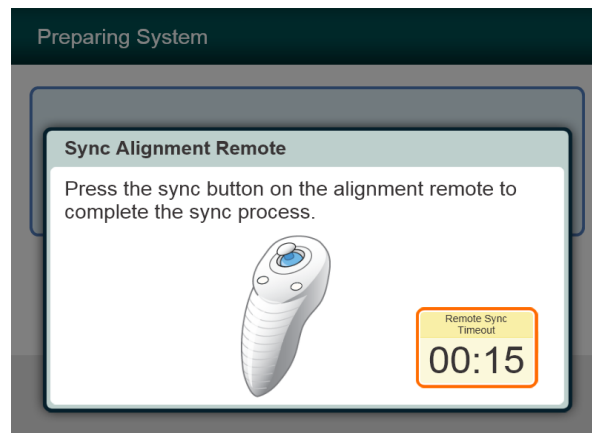 Preparing System
Sync Alignment Remote
Press the sync button on the alignment remote to
complete the sync process.
Remote Sync
Timeout
00:15